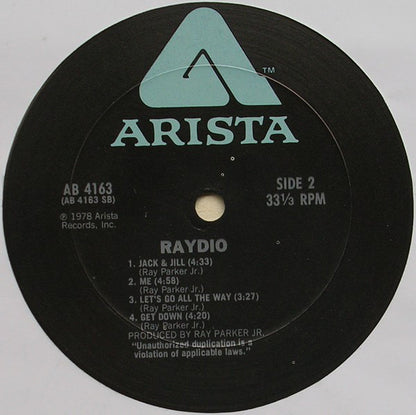 TM
ARISTA
AB 4163
(AB 4163 SB)
SIDE 2
33⅓ RPM
℗ 1978 Arista
Records, Inc.
RAYDIO
1. JACK & JILL (4:33)
(Ray Parker Jr.)
2. ME (4:58)
(Ray Parker Jr.)
3. LET'S GO ALL THE WAY (3:27)
(Ray Parker Jr.)
4. GET DOWN (4:20)
(Ray Parker Jr.)
PRODUCED BY RAY PARKER JR.
"Unauthorized duplication is a
violation of applicable laws."